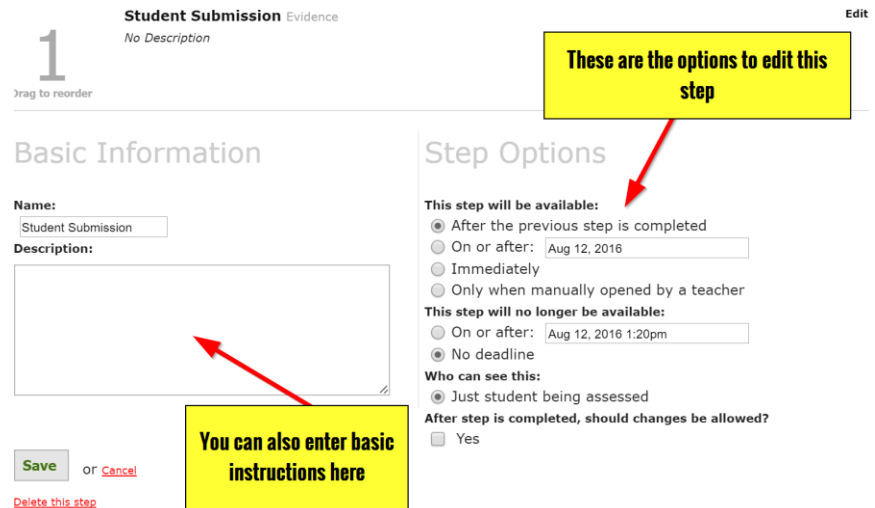 Student Submission Evidence
Edit
No Description
1
Drag to reorder
These are the options to edit this
step
Basic Information
Name:
Student Submission
Description:
You can also enter basic
instructions here
Save or Cancel
Delete this step
Step Options
This step will be available:
After the previous step is completed
On or after: Aug 12, 2016
Immediately
Only when manually opened by a teacher
This step will no longer be available:
On or after: Aug 12, 2016 1:20pm
No deadline
Who can see this:
Just student being assessed
After step is completed, should changes be allowed?
Yes